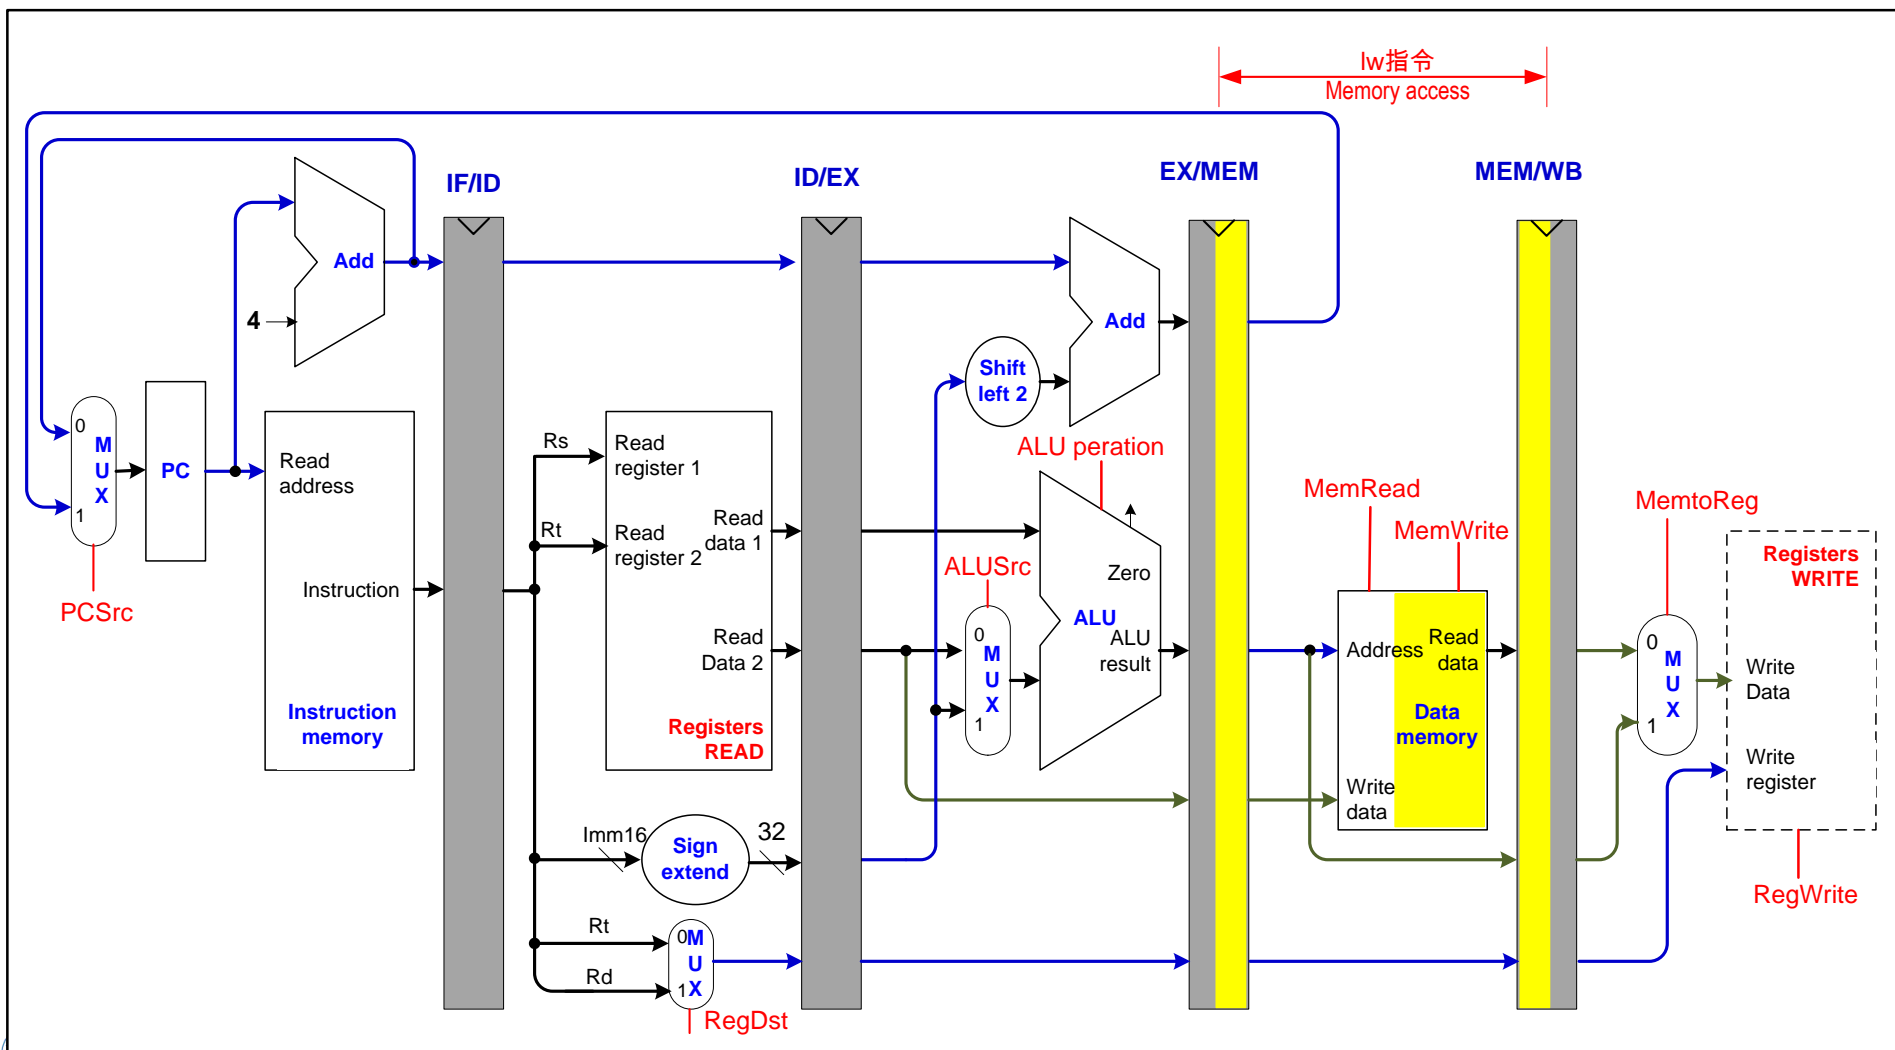 lw指令
Memory access
IF/ID
ID/EX
EX/MEM
MEM/WB
Add
4
Add
Shift
left 2
0
M
U
X
1
PCSrc
PC
Read
address
Instruction
Instruction
memory
Rs
Rt
Read
register 1
Read
register 2
Read
data 1
Read
Data 2
Registers
READ
Imm16
Sign
extend
32
Rt
Rd
0
M
U
X
1
RegDst
ALU peration
ALUSrc
0
M
U
X
1
Zero
ALU
ALU
result
MemRead
MemWrite
Address
Read
data
Data
memory
Write
data
MemtoReg
0
M
U
X
1
Registers
WRITE
Write
Data
Write
register
RegWrite